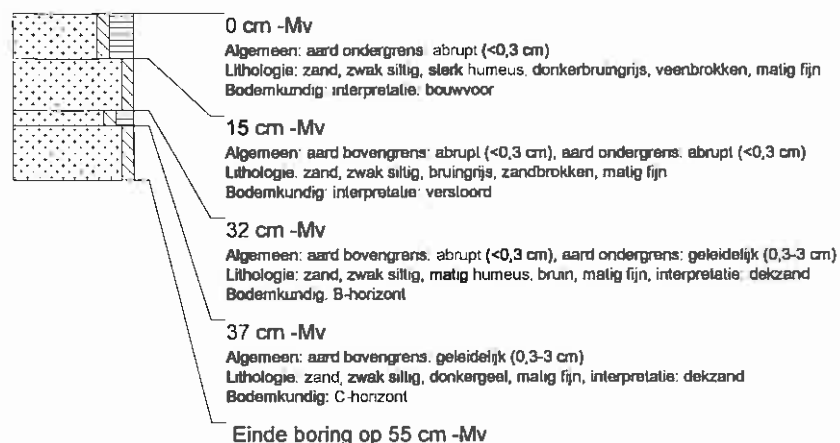 0 cm -Mv
Algemeen: aard ondergrens: abrupt (<0,3 cm)
Lithologie: zand, zwak siltig, sterk humeus, donkerbruingrijs, veenbrokken, matig fijn
Bodemkundig: interpretatie: bouwvoor
15 cm -Mv
Algemeen: aard bovengrens: abrupt (<0,3 cm), aard ondergrens: abrupt (<0,3 cm)
Lithologie: zand, zwak siltig, bruingrijs, zandbrokken, matig fijn
Bodemkundig: interpretatie: verstoord
32 cm -Mv
Algemeen: aard bovengrens: abrupt (<0,3 cm), aard ondergrens: geleidelijk (0,3-3 cm)
Lithologie: zand, zwak siltig, matig humeus, bruin, matig fijn, interpretatie: dekzand
Bodemkundig: B-horizont
37 cm -Mv
Algemeen: aard bovengrens: geleidelijk (0,3-3 cm)
Lithologie: zand, zwak siltig, donkergeel, matig fijn, interpretatie: dekzand
Bodemkundig: C-horizont
Einde boring op 55 cm -Mv